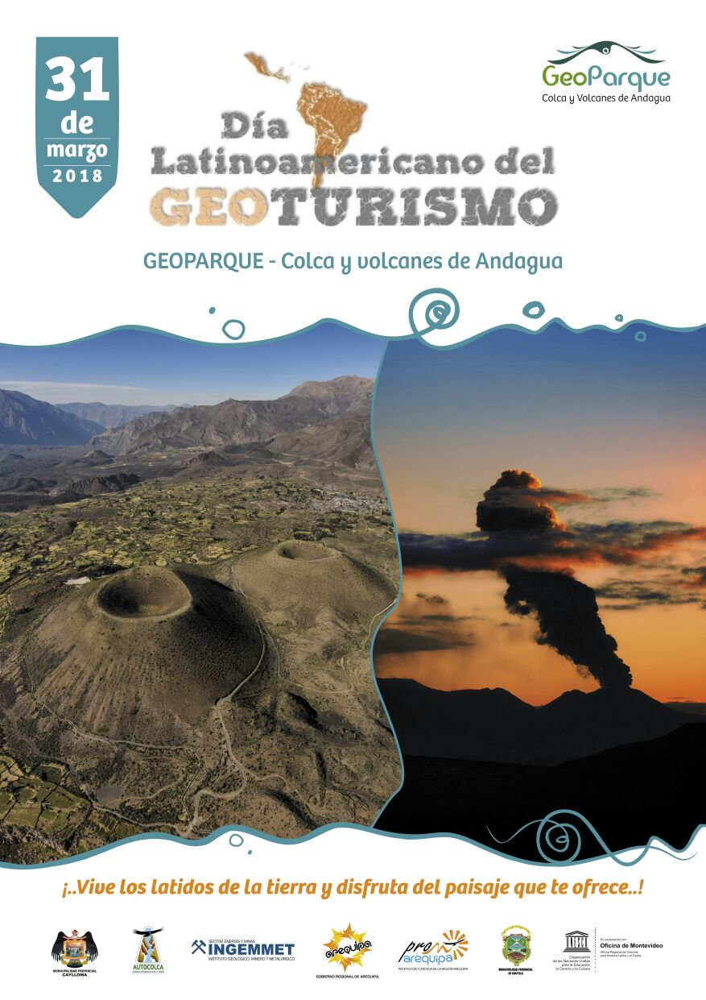 31
de
marzo
2018
GeoParque
Colca y Volcanes de Andagua
Día
Latinoamericano del
GEOTURISMO
GEOPARQUE - Colca y volcanes de Andagua
¡..Vive los latidos de la tierra y disfruta del paisaje que te ofrece..!
MUNICIPALIDAD PROVINCIAL
CAYLLOMA
AUTOCOLCA
SECTOR ENERGÍA Y MINAS
INGEMMET
INSTITUTO GEOLÓGICO, MINERO Y METALÚRGICO
arequipa
GOBIERNO REGIONAL DE AREQUIPA
prom
arequipa
PROMOCIÓN TURÍSTICA DE LA REGIÓN AREQUIPA
MUNICIPALIDAD PROVINCIAL
DE CASTILLA
Organización
de las Naciones Unidas
para la Educación,
la Ciencia y la Cultura
En cooperación con
Oficina de Montevideo
Oficina Regional de Ciencias
para América Latina y el Caribe